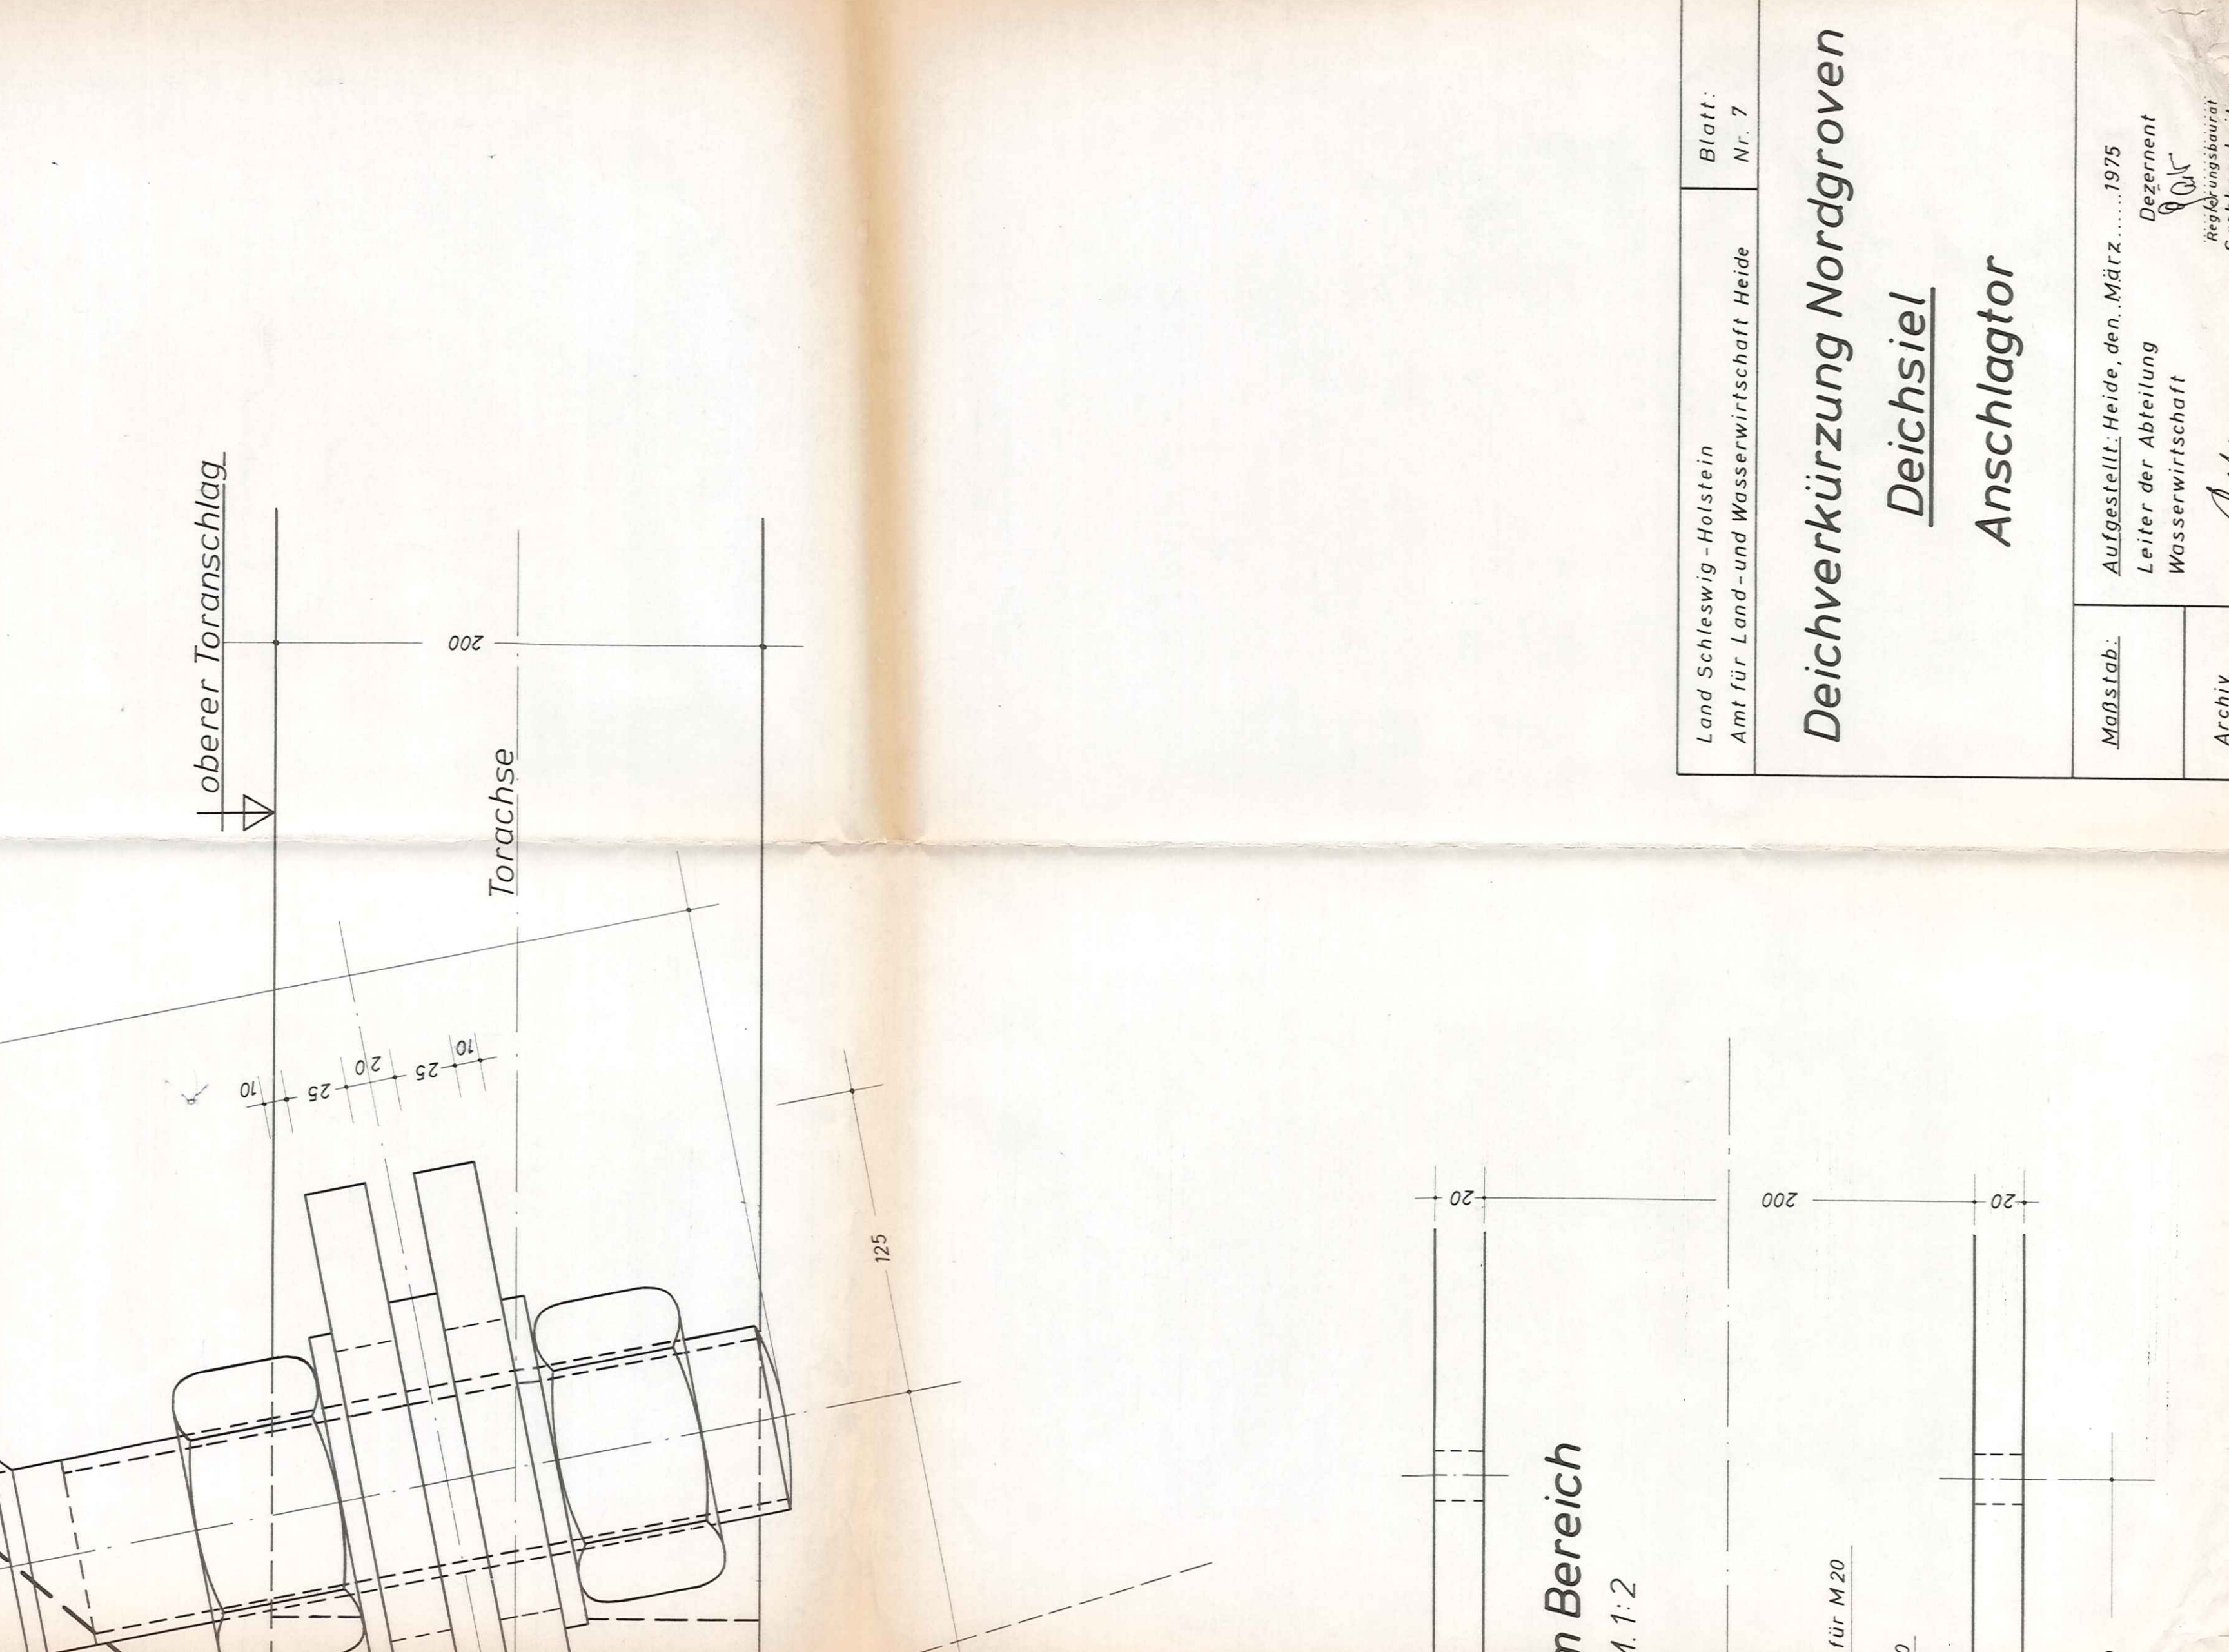 Land Schleswig-Holstein
Amt für Land- und Wasserwirtschaft Heide
Blatt:
Nr. 7
Deichverkürzung Nordgroven
Deichsiel
Anschlagtor
Maßstab:
Aufgestellt: Heide, den. März......1975
Leiter der Abteilung
Wasserwirtschaft
Dezernent
Regierungsbaurat
Archiv
oberer Toranschlag
200
Torachse
10
25
20
25
10
125
20
200
20
Bereich
1:2
für M 20